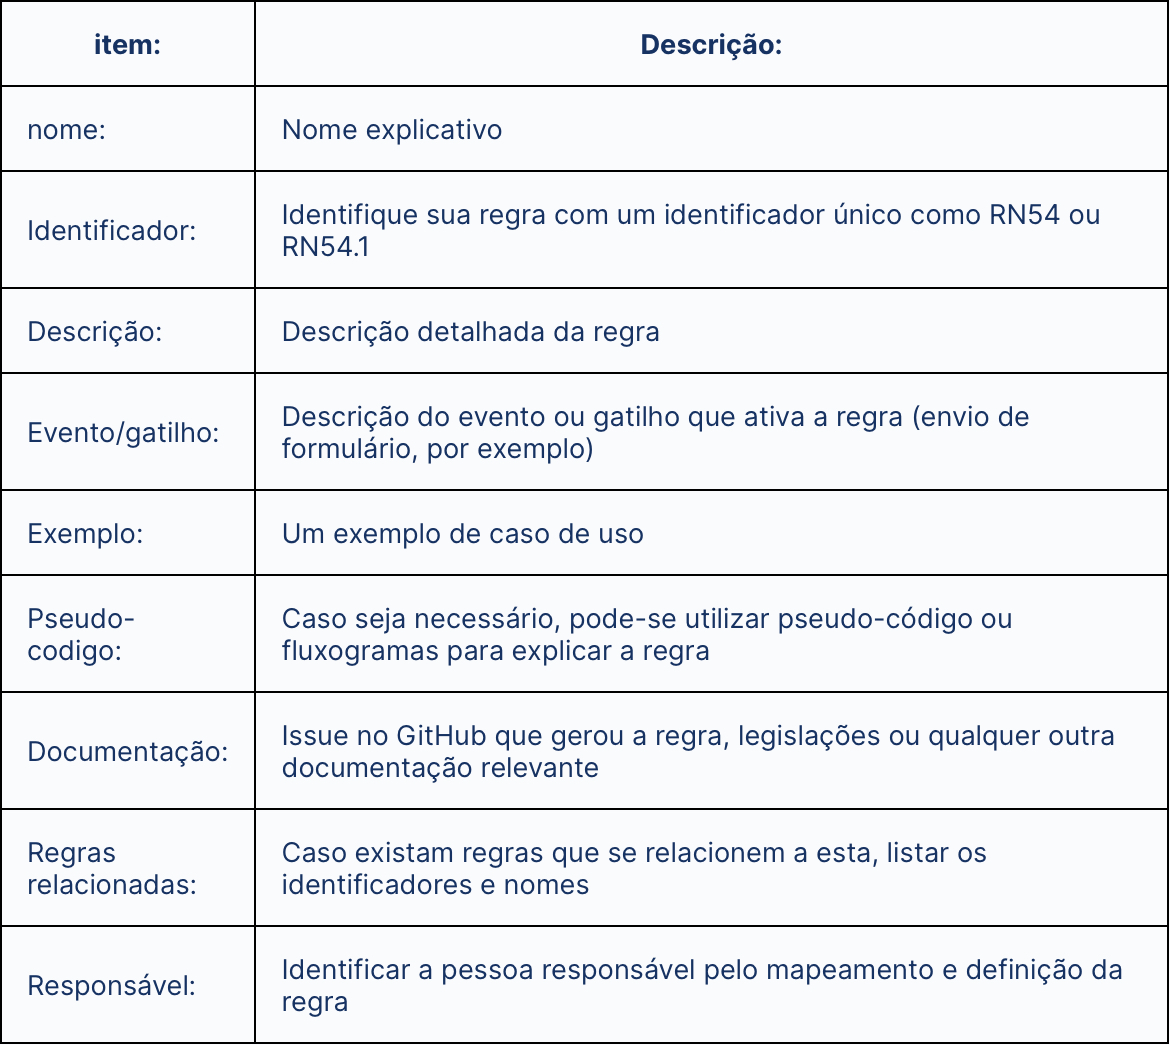 item:
Descrição:
nome:
Nome explicativo
Identificador:
Identifique sua regra com um identificador único como RN54 ou
RN54.1
Descrição:
Descrição detalhada da regra
Evento/gatilho:
Descrição do evento ou gatilho que ativa a regra (envio de
formulário, por exemplo)
Exemplo:
Um exemplo de caso de uso
Pseudo-
codigo:
Caso seja necessário, pode-se utilizar pseudo-código ou
fluxogramas para explicar a regra
Documentação:
Issue no GitHub que gerou a regra, legislações ou qualquer outra
documentação relevante
Regras
relacionadas:
Caso existam regras que se relacionem a esta, listar os
identificadores e nomes
Responsável:
Identificar a pessoa responsável pelo mapeamento e definição da
regra